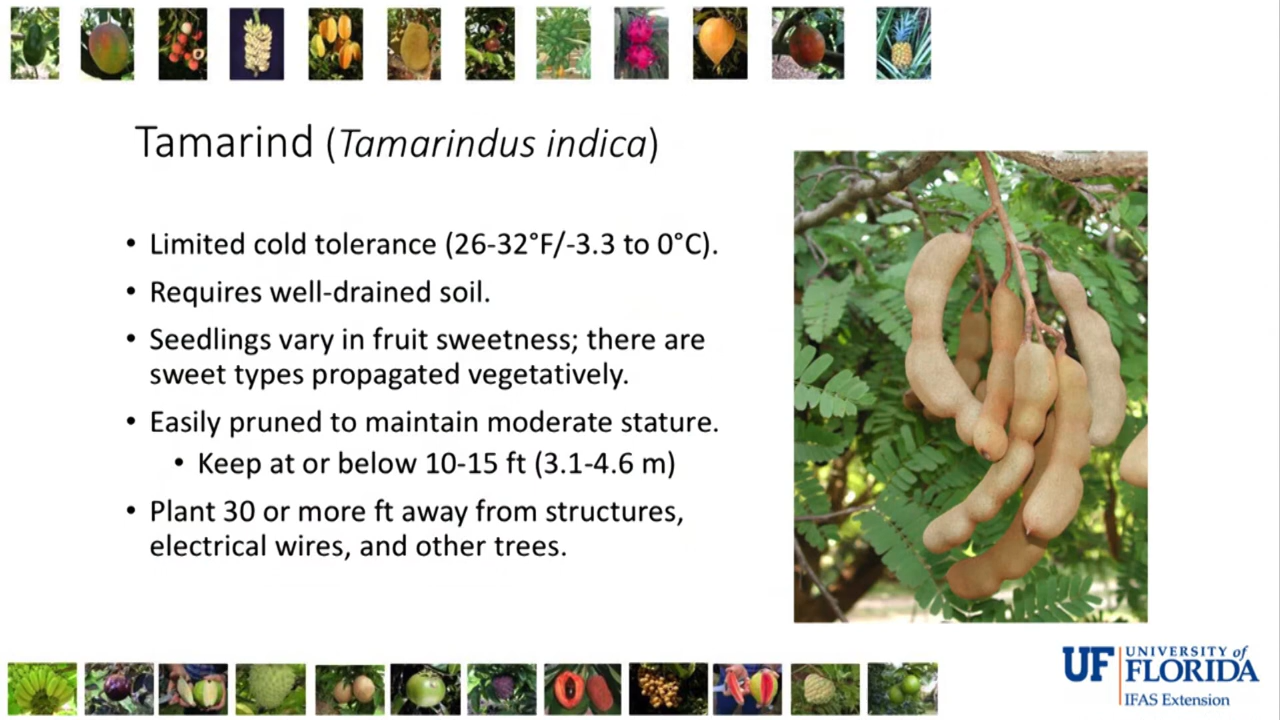 Tamarind (Tamarindus indica)
• Limited cold tolerance (26-32°F/-3.3 to 0°C).
• Requires well-drained soil.
• Seedlings vary in fruit sweetness; there are
sweet types propagated vegetatively.
• Easily pruned to maintain moderate stature.
• Keep at or below 10-15 ft (3.1-4.6 m)
• Plant 30 or more ft away from structures,
electrical wires, and other trees.
UF UNIVERSITY of
FLORIDA
IFAS Extension